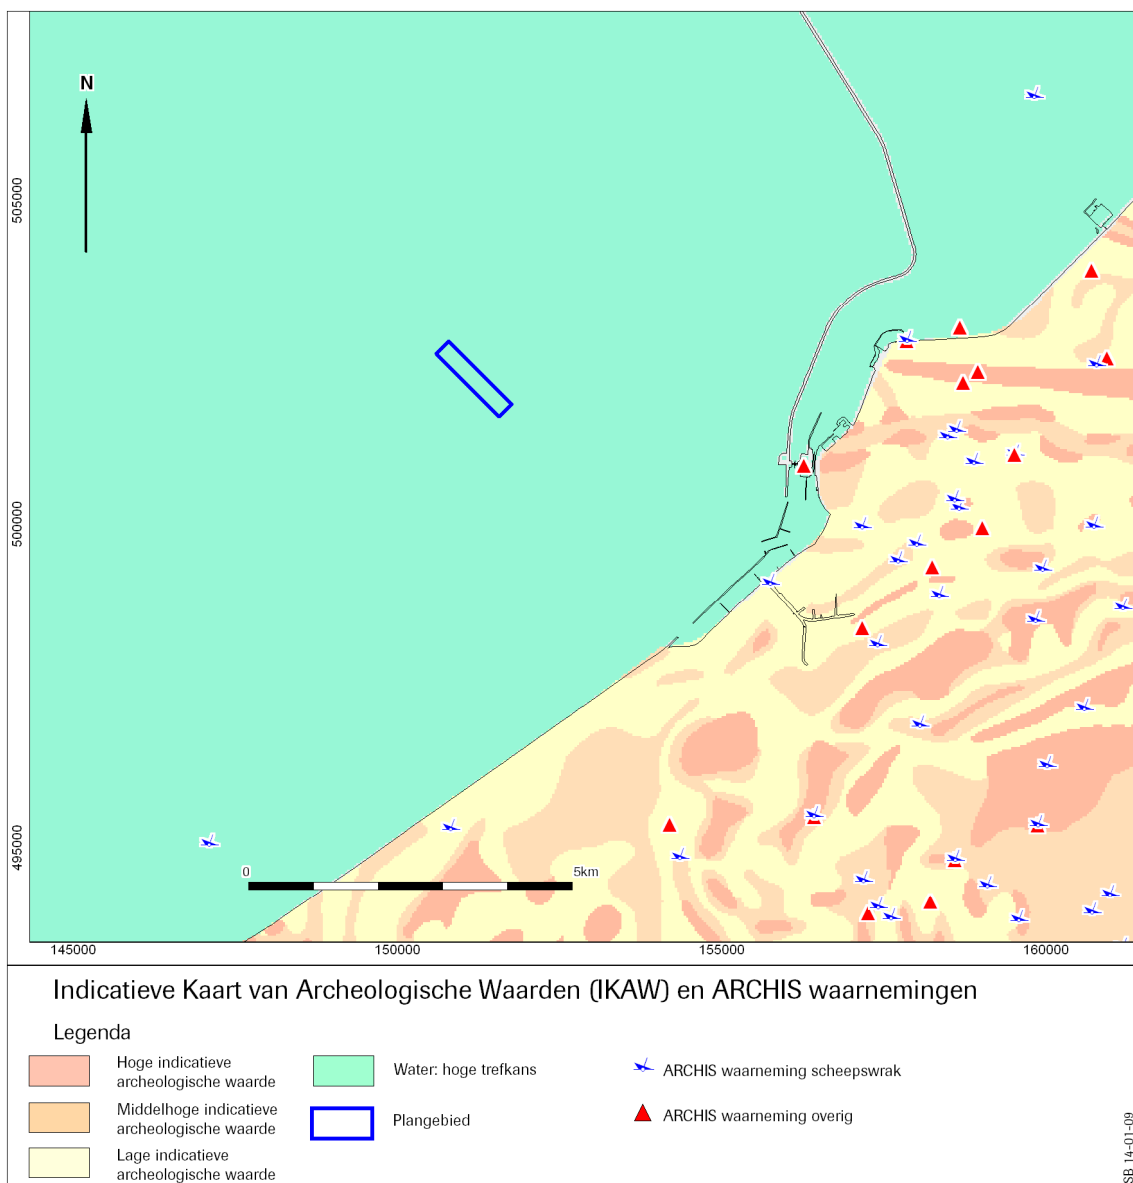 N
505000
500000
495000
0
5km
145000
150000
155000
160000
Indicatieve Kaart van Archeologische Waarden (IKAW) en ARCHIS waarnemingen
Legenda
Hoge indicatieve
archeologische waarde
Middelhoge indicatieve
archeologische waarde
Lage indicatieve
archeologische waarde
Water: hoge trefkans
Plangebied
ARCHIS waarneming scheepswrak
ARCHIS waarneming overig
SB 14-01-09